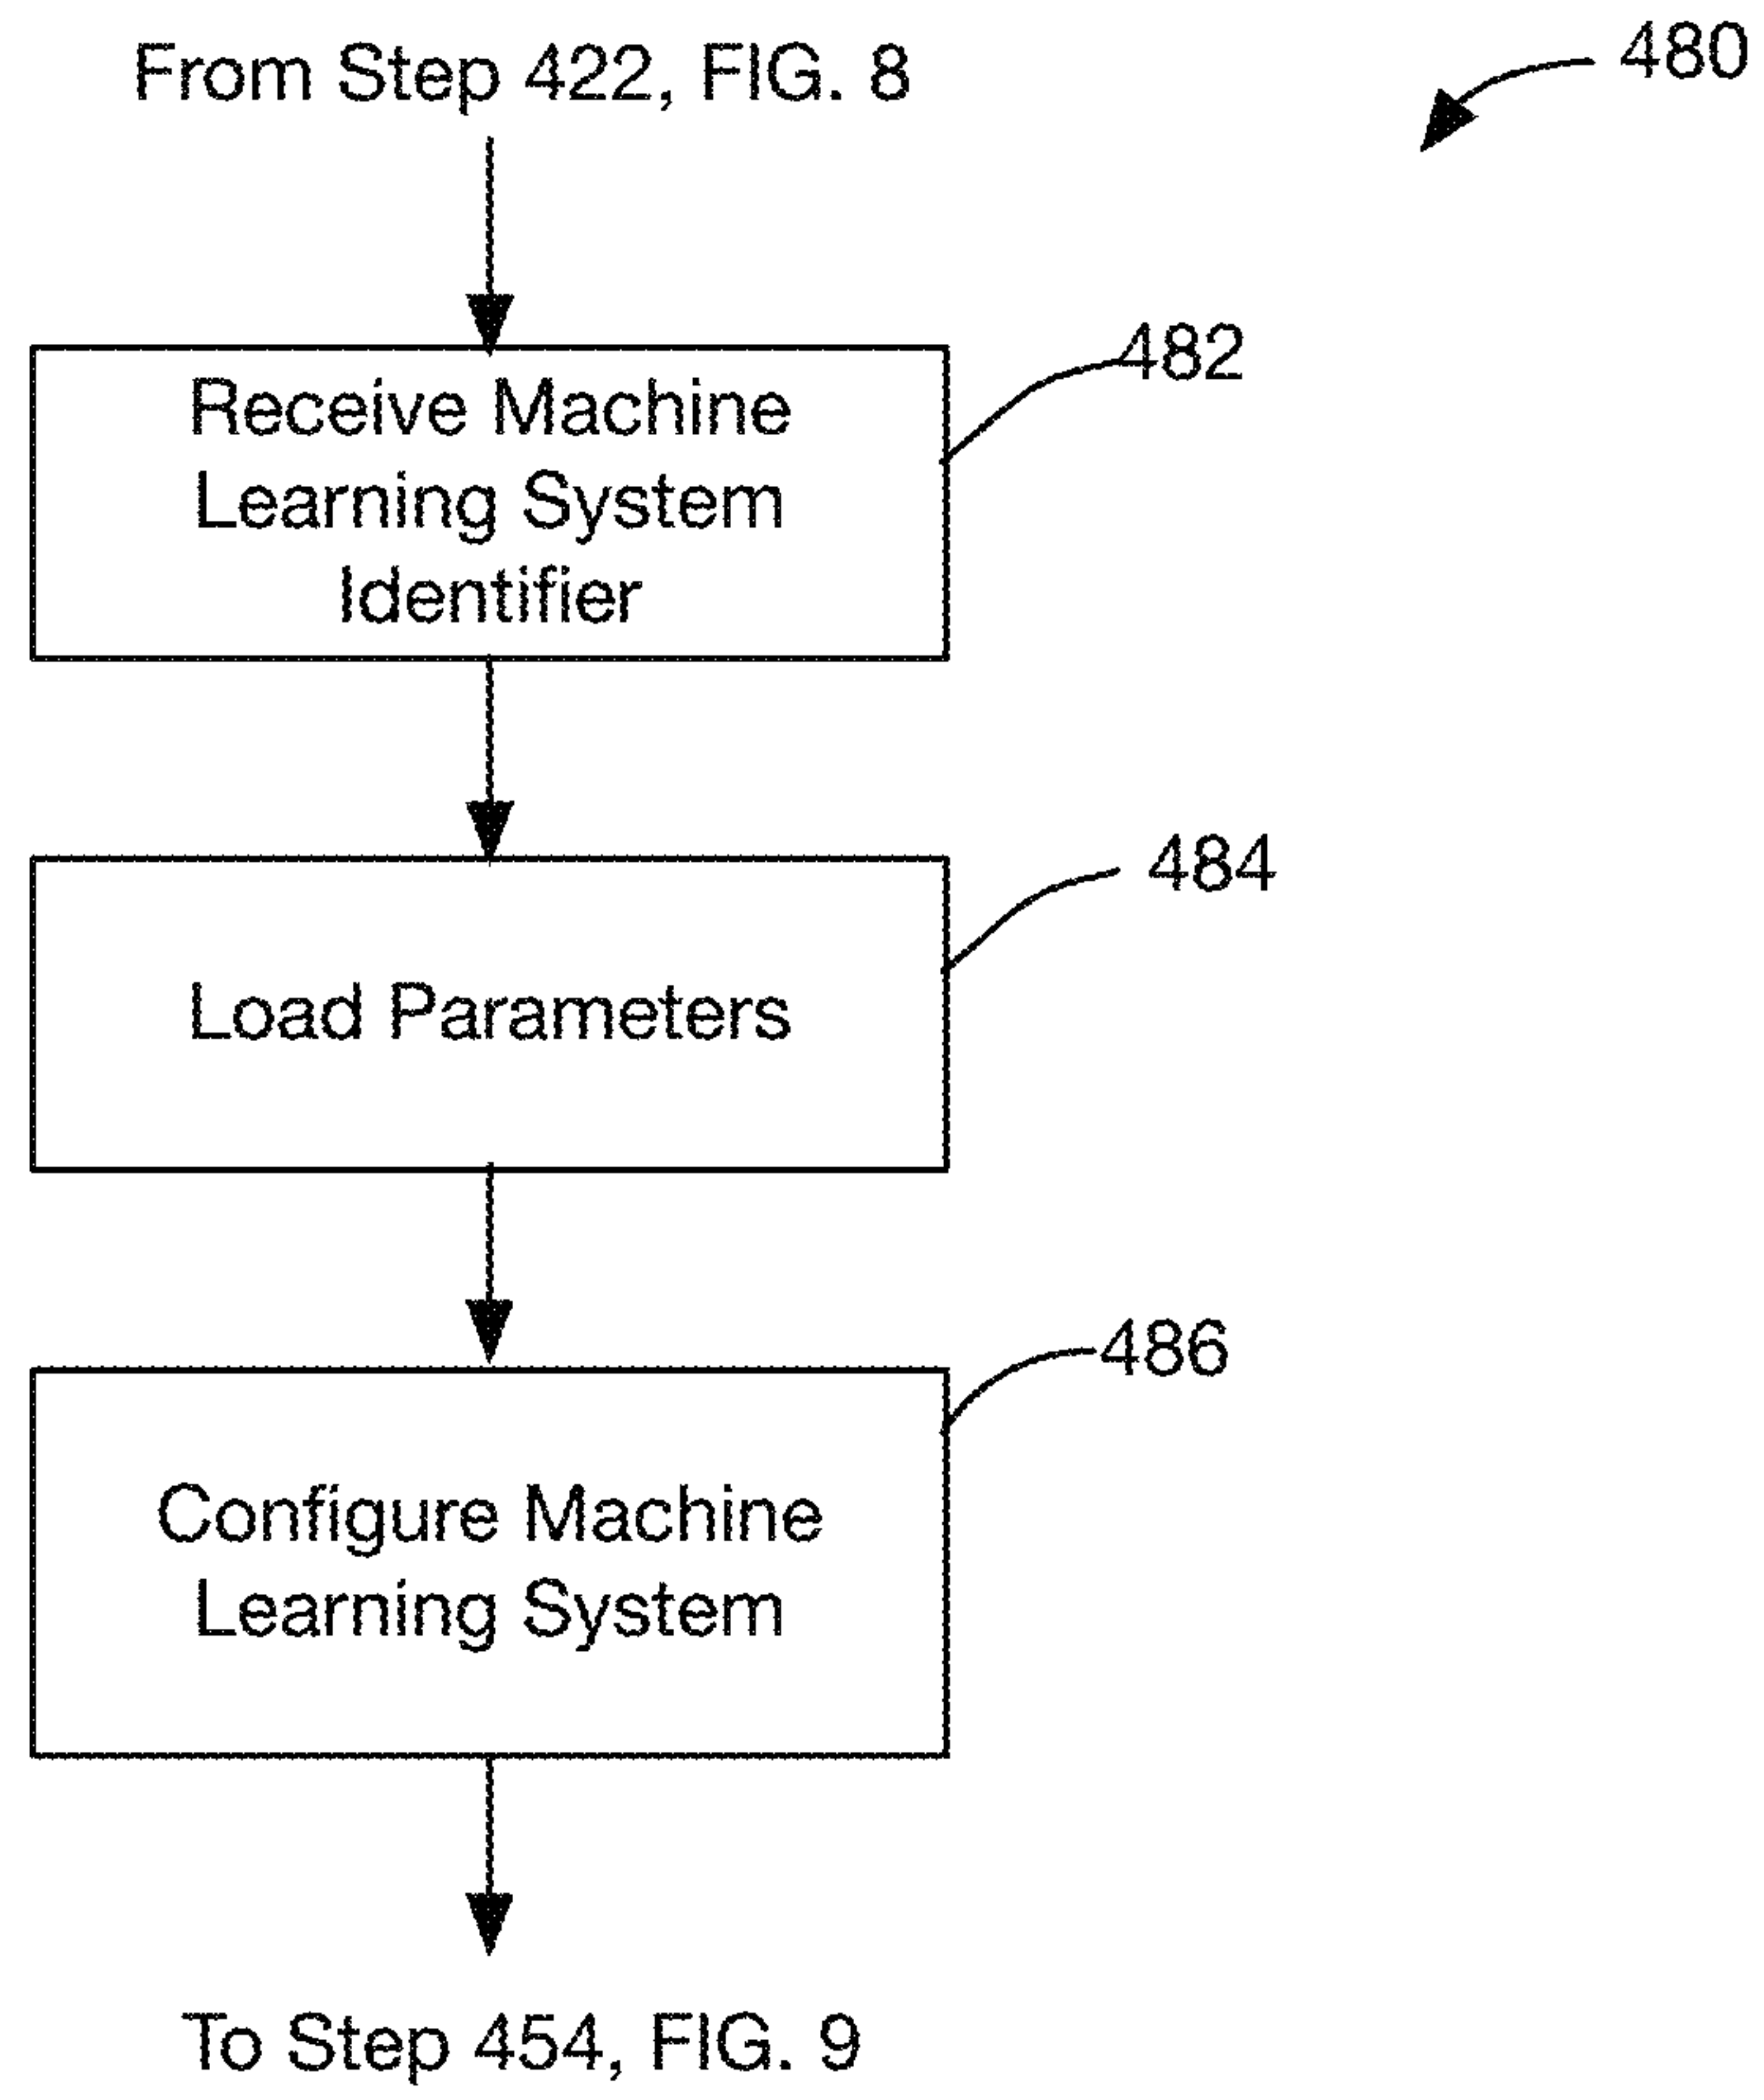 From Step 422, FIG. 8
480
Receive Machine
Learning System
Identifier
482
Load Parameters
484
Configure Machine
Learning System
486
To Step 454, FIG. 9